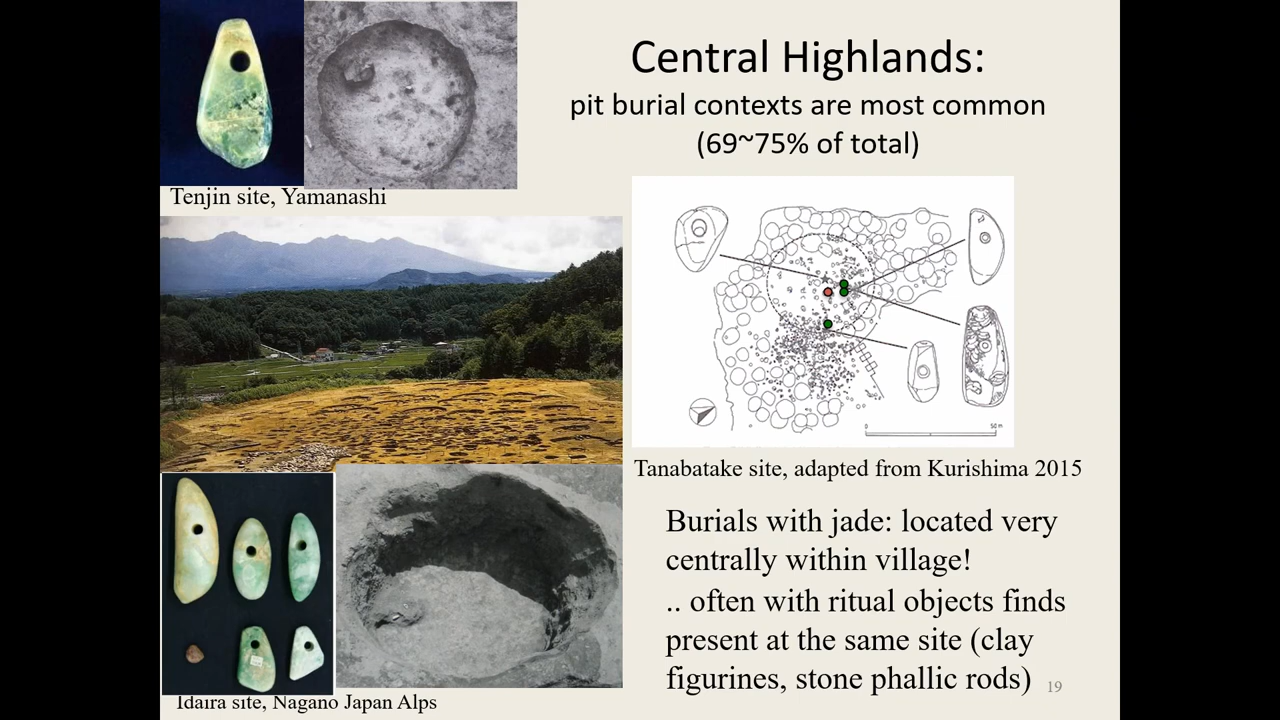 Central Highlands:
pit burial contexts are most common
(69~75% of total)
Tenjin site, Yamanashi
0
50 m
Tanabatake site, adapted from Kurishima 2015
Burials with jade: located very
centrally within village!
.. often with ritual objects finds
present at the same site (clay
figurines, stone phallic rods)
19
Idaira site, Nagano Japan Alps